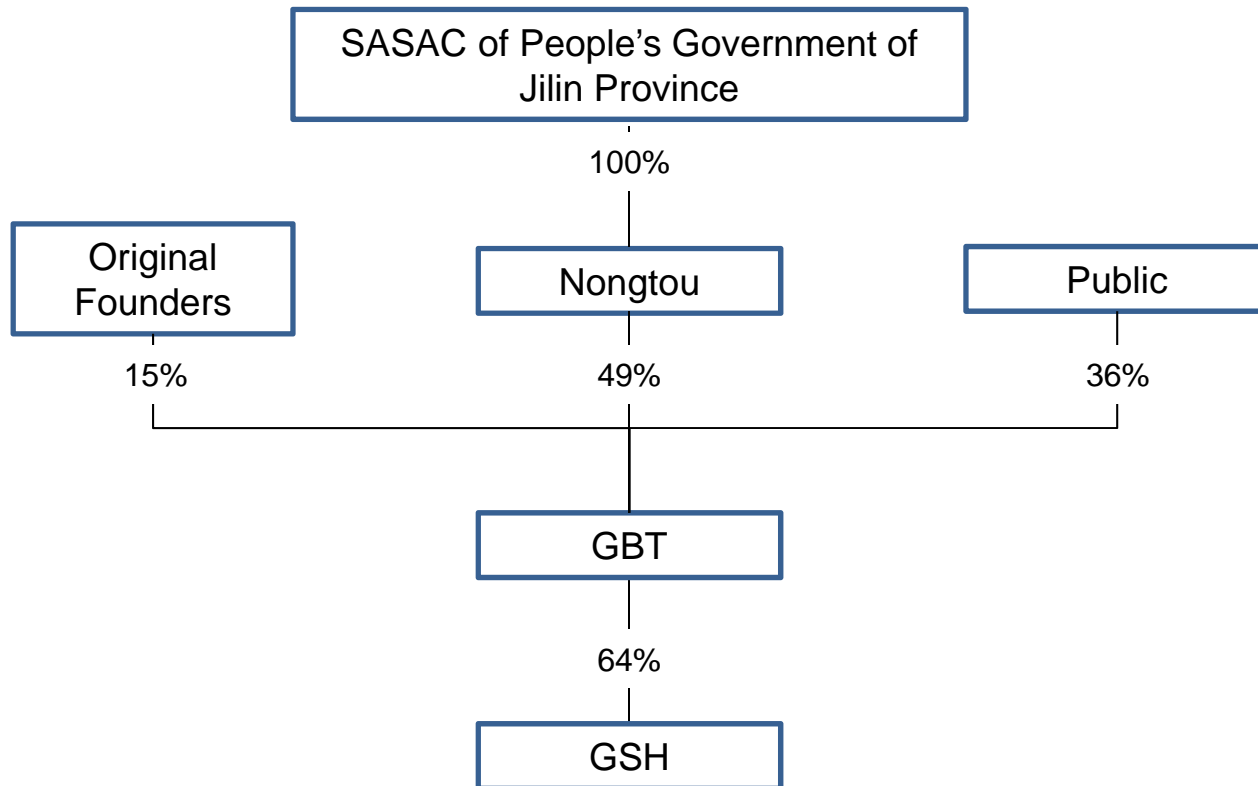 SASAC of People’s Government of
Jilin Province
100%
Original
Founders
Nongtou
Public
15%
49%
36%
GBT
64%
GSH